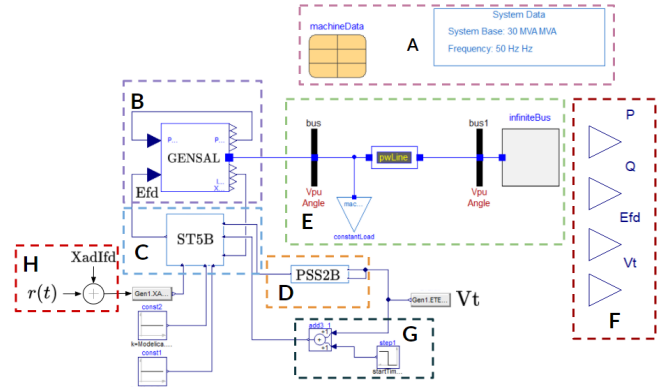 machineData
System Data
System Base: 30 MVA MVA
Frequency: 50 Hz Hz
A
B
P...
P...
GENSAL
I...
X...
Efd
bus
pwLine
bus1
infiniteBus
Vpu
Angle
Vpu
Angle
mac...
constantLoad
E
P
Q
Efd
Vt
F
C
ST5B
H
XadIfd
r(t)
+
Gen1.XA...
const2
k=Modelica....
const1
PSS2B
D
Gen1.ETE...
Vt
G
add3_1
+1
+
+1
step1
startTim...